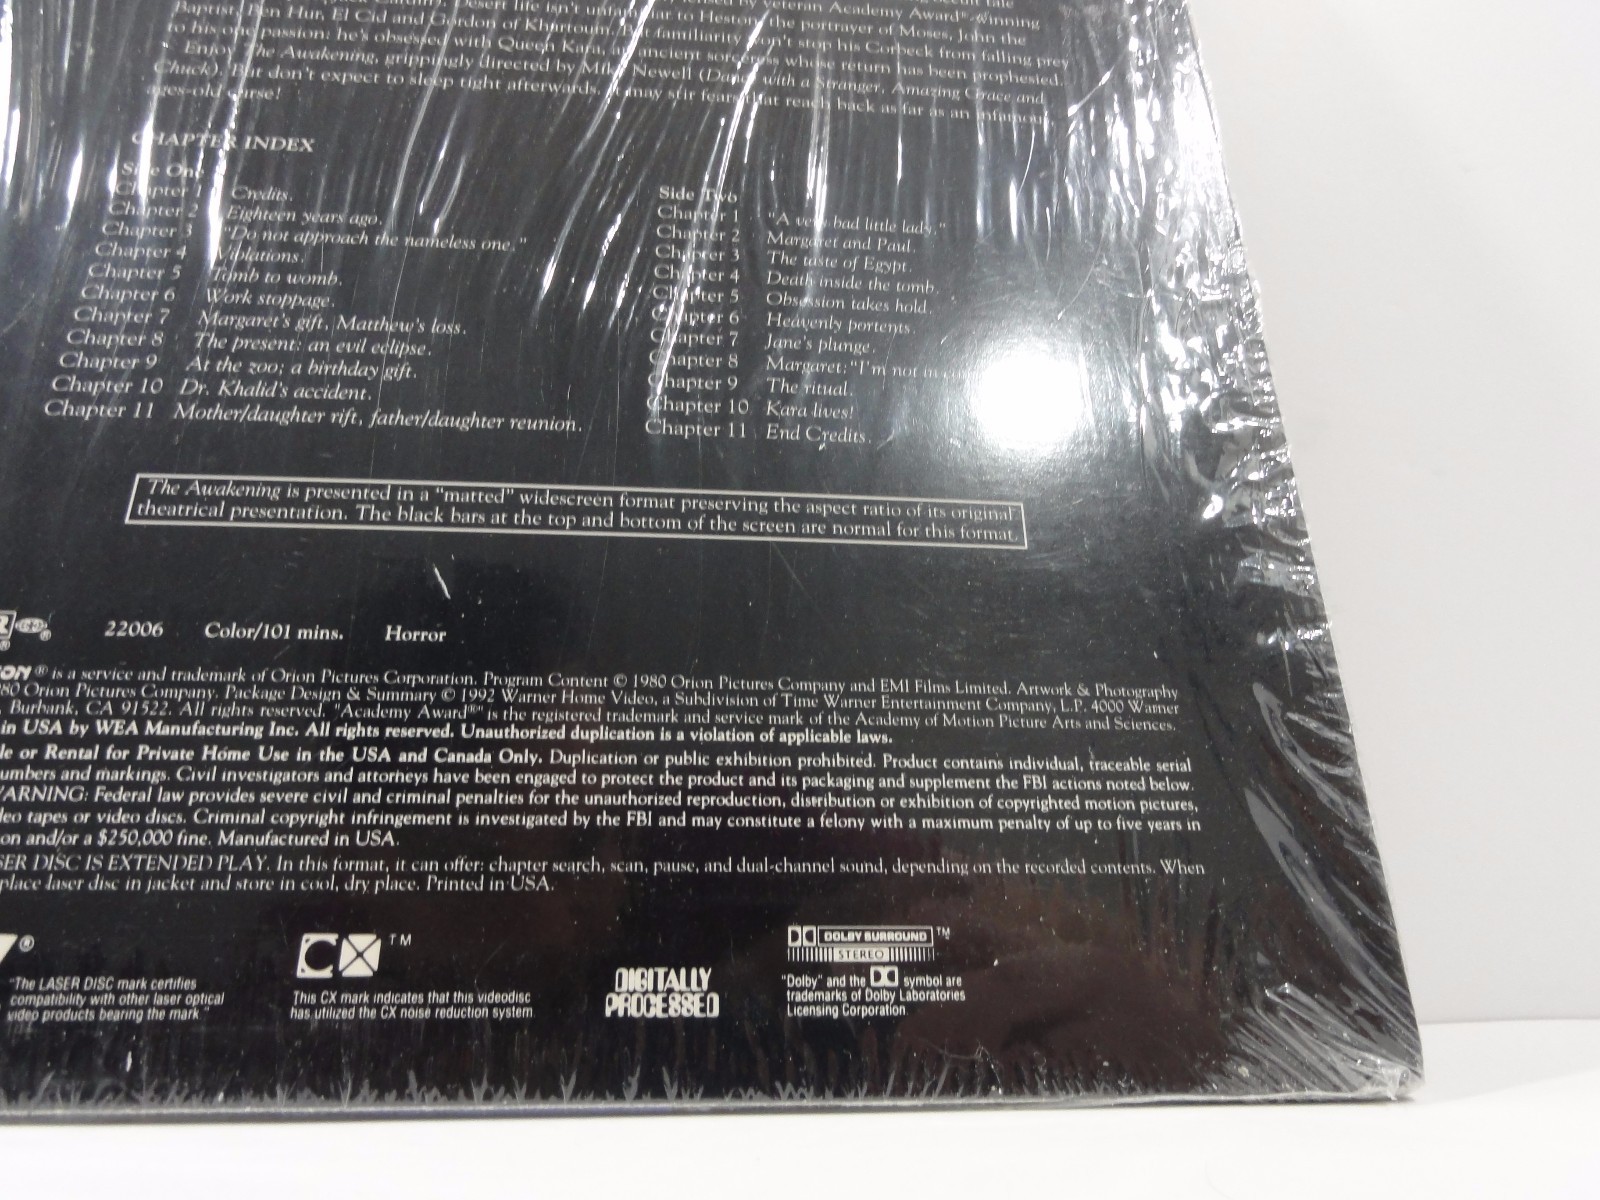 Desert life isn't to Heston, the portrayer of Moses, John the
Baptist, Ben Hur, El Cid and Gordon of Khartoum. familiarity won't stop his Corbeck from falling prey
to his one passion: he's obsessed with Queen Kara, an ancient sorceress whose return has been prophesied.
Enjoy The Awakening, grippingly directed by Mike Newell (Dance with a Stranger, Amazing Grace and
Chuck). But don't expect to sleep tight afterwards. It may stir fears that reach back as far as an infamous
ages-old curse!
CHAPTER INDEX
Side One
Chapter 1 Credits.
Chapter 2 Eighteen years ago.
Chapter 3 "Do not approach the nameless one."
Chapter 4 Violations.
Chapter 5 Tomb to womb.
Chapter 6 Work stoppage.
Chapter 7 Margaret's gift, Matthew's loss.
Chapter 8 The present: an evil eclipse.
Chapter 9 At the zoo; a birthday gift.
Chapter 10 Dr. Khalid's accident.
Chapter 11 Mother/daughter rift, father/daughter reunion.
Side Two
Chapter 1 "A very bad little lady."
Chapter 2 Margaret and Paul.
Chapter 3 The taste of Egypt.
Chapter 4 Death inside the tomb.
Chapter 5 Obsession takes hold.
Chapter 6 Heavenly portents.
Chapter 7 Jane's plunge.
Chapter 8 Margaret: "I'm not in
Chapter 9 The ritual.
Chapter 10 Kara lives!
Chapter 11 End Credits.
The Awakening is presented in a "matted" widescreen format preserving the aspect ratio of its original
theatrical presentation. The black bars at the top and bottom of the screen are normal for this format.
R ® 22006 Color/101 mins. Horror
ION® is a service and trademark of Orion Pictures Corporation. Program Content © 1980 Orion Pictures Company and EMI Films Limited. Artwork & Photography
80 Orion Pictures Company. Package Design & Summary © 1992 Warner Home Video, a Subdivision of Time Warner Entertainment Company, L.P. 4000 Warner
, Burbank, CA 91522. All rights reserved. "Academy Award®" is the registered trademark and service mark of the Academy of Motion Picture Arts and Sciences.
in USA by WEA Manufacturing Inc. All rights reserved. Unauthorized duplication is a violation of applicable laws.
le or Rental for Private Home Use in the USA and Canada Only. Duplication or public exhibition prohibited. Product contains individual, traceable serial
umbers and markings. Civil investigators and attorneys have been engaged to protect the product and its packaging and supplement the FBI actions noted below.
WARNING: Federal law provides severe civil and criminal penalties for the unauthorized reproduction, distribution or exhibition of copyrighted motion pictures,
deo tapes or video discs. Criminal copyright infringement is investigated by the FBI and may constitute a felony with a maximum penalty of up to five years in
on and/or a $250,000 fine. Manufactured in USA.
SER DISC IS EXTENDED PLAY. In this format, it can offer: chapter search, scan, pause, and dual-channel sound, depending on the recorded contents. When
place laser disc in jacket and store in cool, dry place. Printed in USA.
®
"The LASER DISC mark certifies
compatibility with other laser optical
video products bearing the mark."
CX TM
This CX mark indicates that this videodisc
has utilized the CX noise reduction system.
DIGITALLY
PROCESSED
DOLBY SURROUND TM
STEREO
"Dolby" and the symbol are
trademarks of Dolby Laboratories
Licensing Corporation.